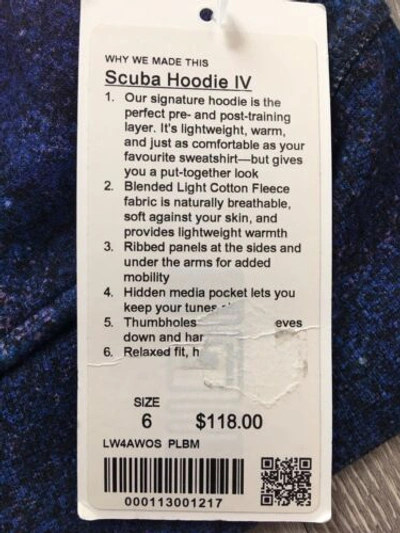 WHY WE MADE THIS
Scuba Hoodie IV
1. Our signature hoodie is the
perfect pre- and post-training
layer. It's lightweight, warm,
and just as comfortable as your
favourite sweatshirt—but gives
you a put-together look
2. Blended Light Cotton Fleece
fabric is naturally breathable,
soft against your skin, and
provides lightweight warmth
3. Ribbed panels at the sides and
under the arms for added
mobility
4. Hidden media pocket lets you
keep your tunes
5. Thumbholes
down and
6. Relaxed fit,
SIZE
6 $118.00
LW4AWOS PLBM
000113001217